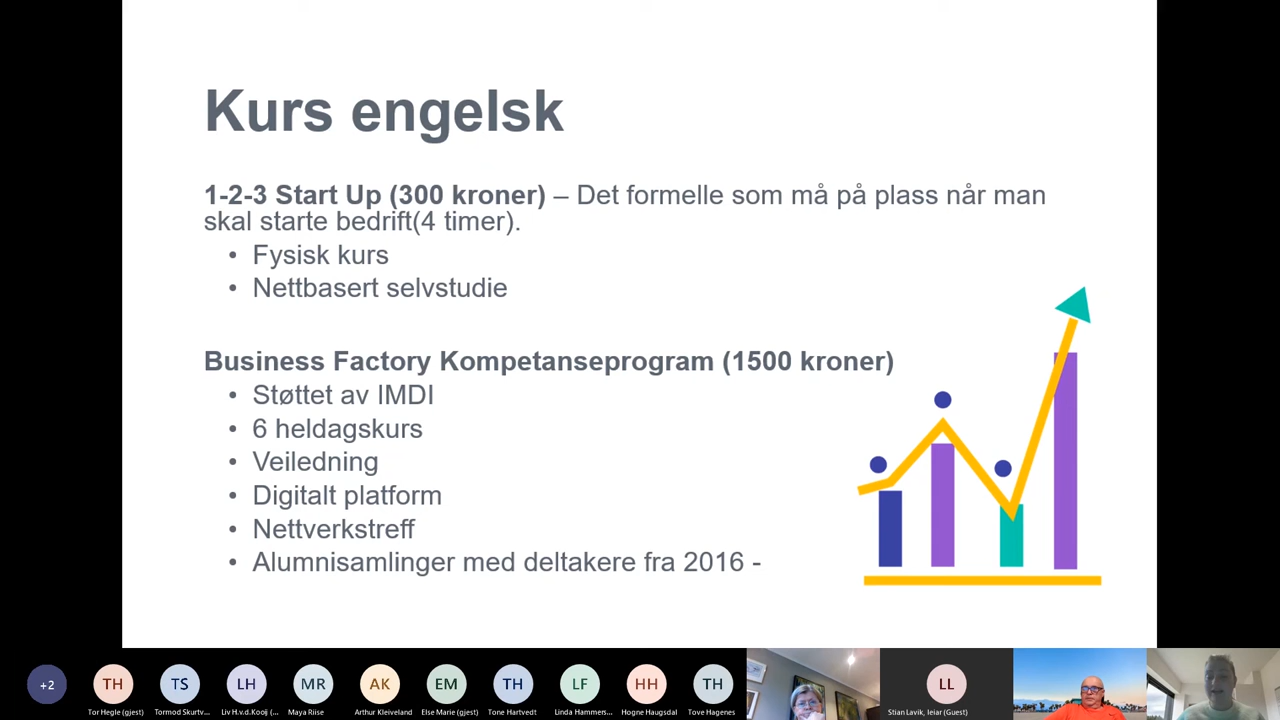 Kurs engelsk
1-2-3 Start Up (300 kroner) – Det formelle som må på plass når man
skal starte bedrift(4 timer).
• Fysisk kurs
• Nettbasert selvstudie
Business Factory Kompetanseprogram (1500 kroner)
• Støttet av IMDI
• 6 heldagskurs
• Veiledning
• Digitalt platform
• Nettverkstreff
• Alumnisamlinger med deltakere fra 2016 -
+2 TH TS LH MR AK EM TH LF HH TH LL
Tor Hegle (gjest) Tormod Skurtv... Liv H.v.d.Kooij (... Maya Riise Arthur Kleiveland Else Marie (gjest) Tone Hartvedt Linda Hammers... Hogne Haugsdal Tove Hagenes Stian Lavik, leiar (Guest)